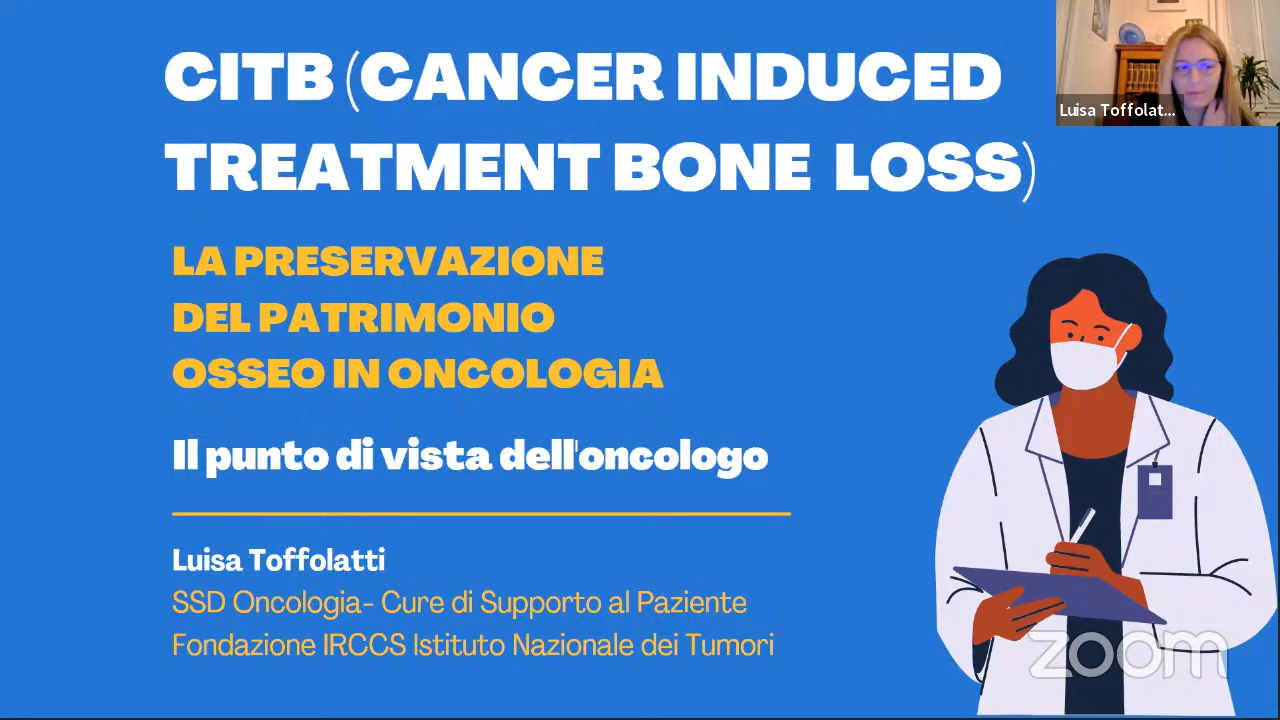 CITB (CANCER INDUCED
TREATMENT BONE LOSS)
Luisa Toffolat...
LA PRESERVAZIONE
DEL PATRIMONIO
OSSEO IN ONCOLOGIA
Il punto di vista dell'oncologo
Luisa Toffolatti
SSD Oncologia- Cure di Supporto al Paziente
Fondazione IRCCS Istituto Nazionale dei Tumori
zoom